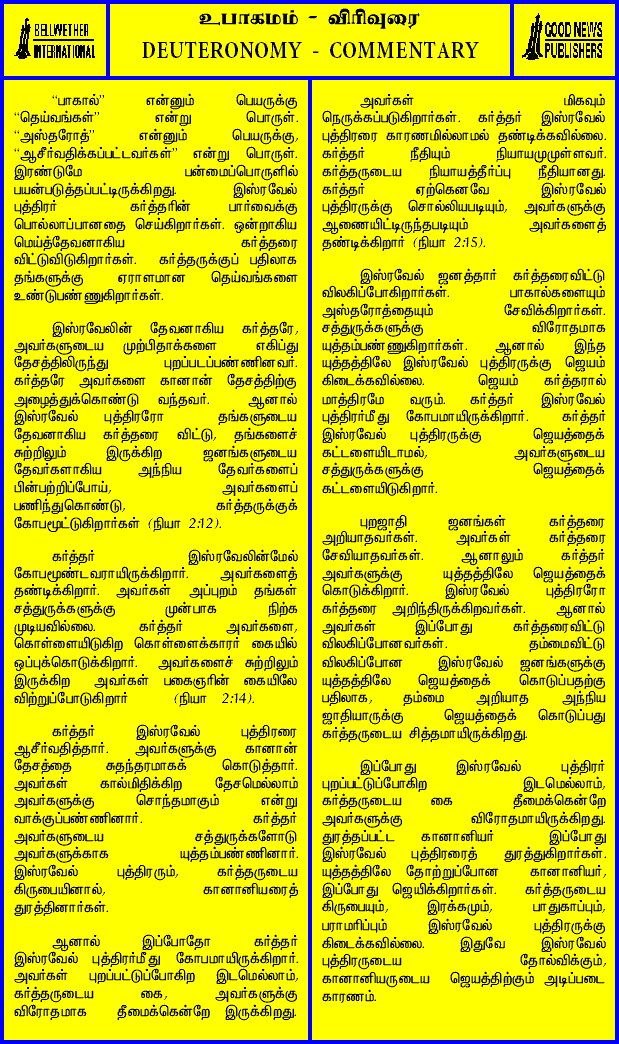 BELLWETHER
INTERNATIONAL
உபாகமம் - விரிவுரை
DEUTERONOMY - COMMENTARY
GOOD NEWS
PUBLISHERS
“பாகால்” என்னும் பெயருக்கு
“தெய்வங்கள்” என்று பொருள்.
“அஸ்தரோத்” என்னும் பெயருக்கு,
“ஆசீர்வதிக்கப்பட்டவர்கள்” என்று பொருள்.
இரண்டுமே பன்மைப்பொருளில்
பயன்படுத்தப்பட்டிருக்கிறது. இஸ்ரவேல்
புத்திரர் கர்த்தரின் பார்வைக்கு
பொல்லாப்பானதை செய்கிறார்கள். ஒன்றாகிய
மெய்த்தேவனாகிய கர்த்தரை
விட்டுவிடுகிறார்கள். கர்த்தருக்குப் பதிலாக
தங்களுக்கு ஏராளமான தெய்வங்களை
உண்டுபண்ணுகிறார்கள்.
இஸ்ரவேலின் தேவனாகிய கர்த்தரே,
அவர்களுடைய முற்பிதாக்களை எகிப்து
தேசத்திலிருந்து புறப்படப்பண்ணினவர்.
கர்த்தரே அவர்களை கானான் தேசத்திற்கு
அழைத்துக்கொண்டு வந்தவர். ஆனால்
இஸ்ரவேல் புத்திரரோ தங்களுடைய
தேவனாகிய கர்த்தரை விட்டு, தங்களைச்
சுற்றிலும் இருக்கிற ஜனங்களுடைய
தேவர்களாகிய அந்நிய தேவர்களைப்
பின்பற்றிப்போய், அவர்களைப்
பணிந்துகொண்டு, கர்த்தருக்குக்
கோபமூட்டுகிறார்கள் (நியா 2:12).
கர்த்தர் இஸ்ரவேலின்மேல்
கோபமூண்டவராயிருக்கிறார். அவர்களைத்
தண்டிக்கிறார். அவர்கள் அப்புறம் தங்கள்
சத்துருக்களுக்கு முன்பாக நிற்க
முடியவில்லை. கர்த்தர் அவர்களை,
கொள்ளையிடுகிற கொள்ளைக்காரர் கையில்
ஒப்புக்கொடுக்கிறார். அவர்களைச் சுற்றிலும்
இருக்கிற அவர்கள் பகைஞரின் கையிலே
விற்றுப்போடுகிறார் (நியா 2:14).
கர்த்தர் இஸ்ரவேல் புத்திரரை
ஆசீர்வதித்தார். அவர்களுக்கு கானான்
தேசத்தை சுதந்தரமாகக் கொடுத்தார்.
அவர்கள் கால்மிதிக்கிற தேசமெல்லாம்
அவர்களுக்கு சொந்தமாகும் என்று
வாக்குப்பண்ணினார். கர்த்தர்
அவர்களுடைய சத்துருக்களோடு
அவர்களுக்காக யுத்தம்பண்ணினார்.
இஸ்ரவேல் புத்திரரும், கர்த்தருடைய
கிருபையினால், கானானியரைத்
துரத்தினார்கள்.
ஆனால் இப்போதோ கர்த்தர்
இஸ்ரவேல் புத்திரர்மீது கோபமாயிருக்கிறார்.
அவர்கள் புறப்பட்டுப்போகிற இடமெல்லாம்,
கர்த்தருடைய கை, அவர்களுக்கு
விரோதமாக தீமைக்கென்றே இருக்கிறது.
அவர்கள் மிகவும்
நெருக்கப்படுகிறார்கள். கர்த்தர் இஸ்ரவேல்
புத்திரரை காரணமில்லாமல் தண்டிக்கவில்லை.
கர்த்தர் நீதியும் நியாயமுமுள்ளவர்.
கர்த்தருடைய நியாயத்தீர்ப்பு நீதியானது.
கர்த்தர் ஏற்கெனவே இஸ்ரவேல்
புத்திரருக்கு சொல்லியபடியும், அவர்களுக்கு
ஆணையிட்டிருந்தபடியும் அவர்களைத்
தண்டிக்கிறார் (நியா 2:15).
இஸ்ரவேல் ஜனத்தார் கர்த்தரைவிட்டு
விலகிப்போகிறார்கள். பாகால்களையும்
அஸ்தரோத்தையும் சேவிக்கிறார்கள்.
சத்துருக்களுக்கு விரோதமாக
யுத்தம்பண்ணுகிறார்கள். ஆனால் இந்த
யுத்தத்திலே இஸ்ரவேல் புத்திரருக்கு ஜெயம்
கிடைக்கவில்லை. ஜெயம் கர்த்தரால்
மாத்திரமே வரும். கர்த்தர் இஸ்ரவேல்
புத்திரர்மீது கோபமாயிருக்கிறார். கர்த்தர்
இஸ்ரவேல் புத்திரருக்கு ஜெயத்தைக்
கட்டளையிடாமல், அவர்களுடைய
சத்துருக்களுக்கு ஜெயத்தைக்
கட்டளையிடுகிறார்.
புறஜாதி ஜனங்கள் கர்த்தரை
அறியாதவர்கள். அவர்கள் கர்த்தரை
சேவியாதவர்கள். ஆனாலும் கர்த்தர்
அவர்களுக்கு யுத்தத்திலே ஜெயத்தைக்
கொடுக்கிறார். இஸ்ரவேல் புத்திரரோ
கர்த்தரை அறிந்திருக்கிறவர்கள். ஆனால்
அவர்கள் இப்போது கர்த்தரைவிட்டு
விலகிப்போனவர்கள். தம்மைவிட்டு
விலகிப்போன இஸ்ரவேல் ஜனங்களுக்கு
யுத்தத்திலே ஜெயத்தைக் கொடுப்பதற்கு
பதிலாக, தம்மை அறியாத அந்நிய
ஜாதியாருக்கு ஜெயத்தைக் கொடுப்பது
கர்த்தருடைய சித்தமாயிருக்கிறது.
இப்போது இஸ்ரவேல் புத்திரர்
புறப்பட்டுப்போகிற இடமெல்லாம்,
கர்த்தருடைய கை தீமைக்கென்றே
அவர்களுக்கு விரோதமாயிருக்கிறது.
துரத்தப்பட்ட கானானியர் இப்போது
இஸ்ரவேல் புத்திரரைத் துரத்துகிறார்கள்.
யுத்தத்திலே தோற்றுப்போன கானானியர்,
இப்போது ஜெயிக்கிறார்கள். கர்த்தருடைய
கிருபையும், இரக்கமும், பாதுகாப்பும்,
பராமரிப்பும் இஸ்ரவேல் புத்திரருக்கு
கிடைக்கவில்லை. இதுவே இஸ்ரவேல்
புத்திரருடைய தோல்விக்கும்,
கானானியருடைய ஜெயத்திற்கும் அடிப்படை
காரணம்.